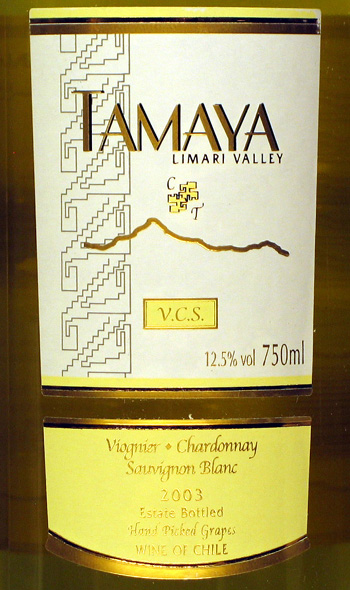 TAMAYA
LIMARI VALLEY
C
T
V.C.S.
12.5% vol 750ml
Viognier • Chardonnay
Sauvignon Blanc
2003
Estate Bottled
Hand Picked Grapes
WINE OF CHILE